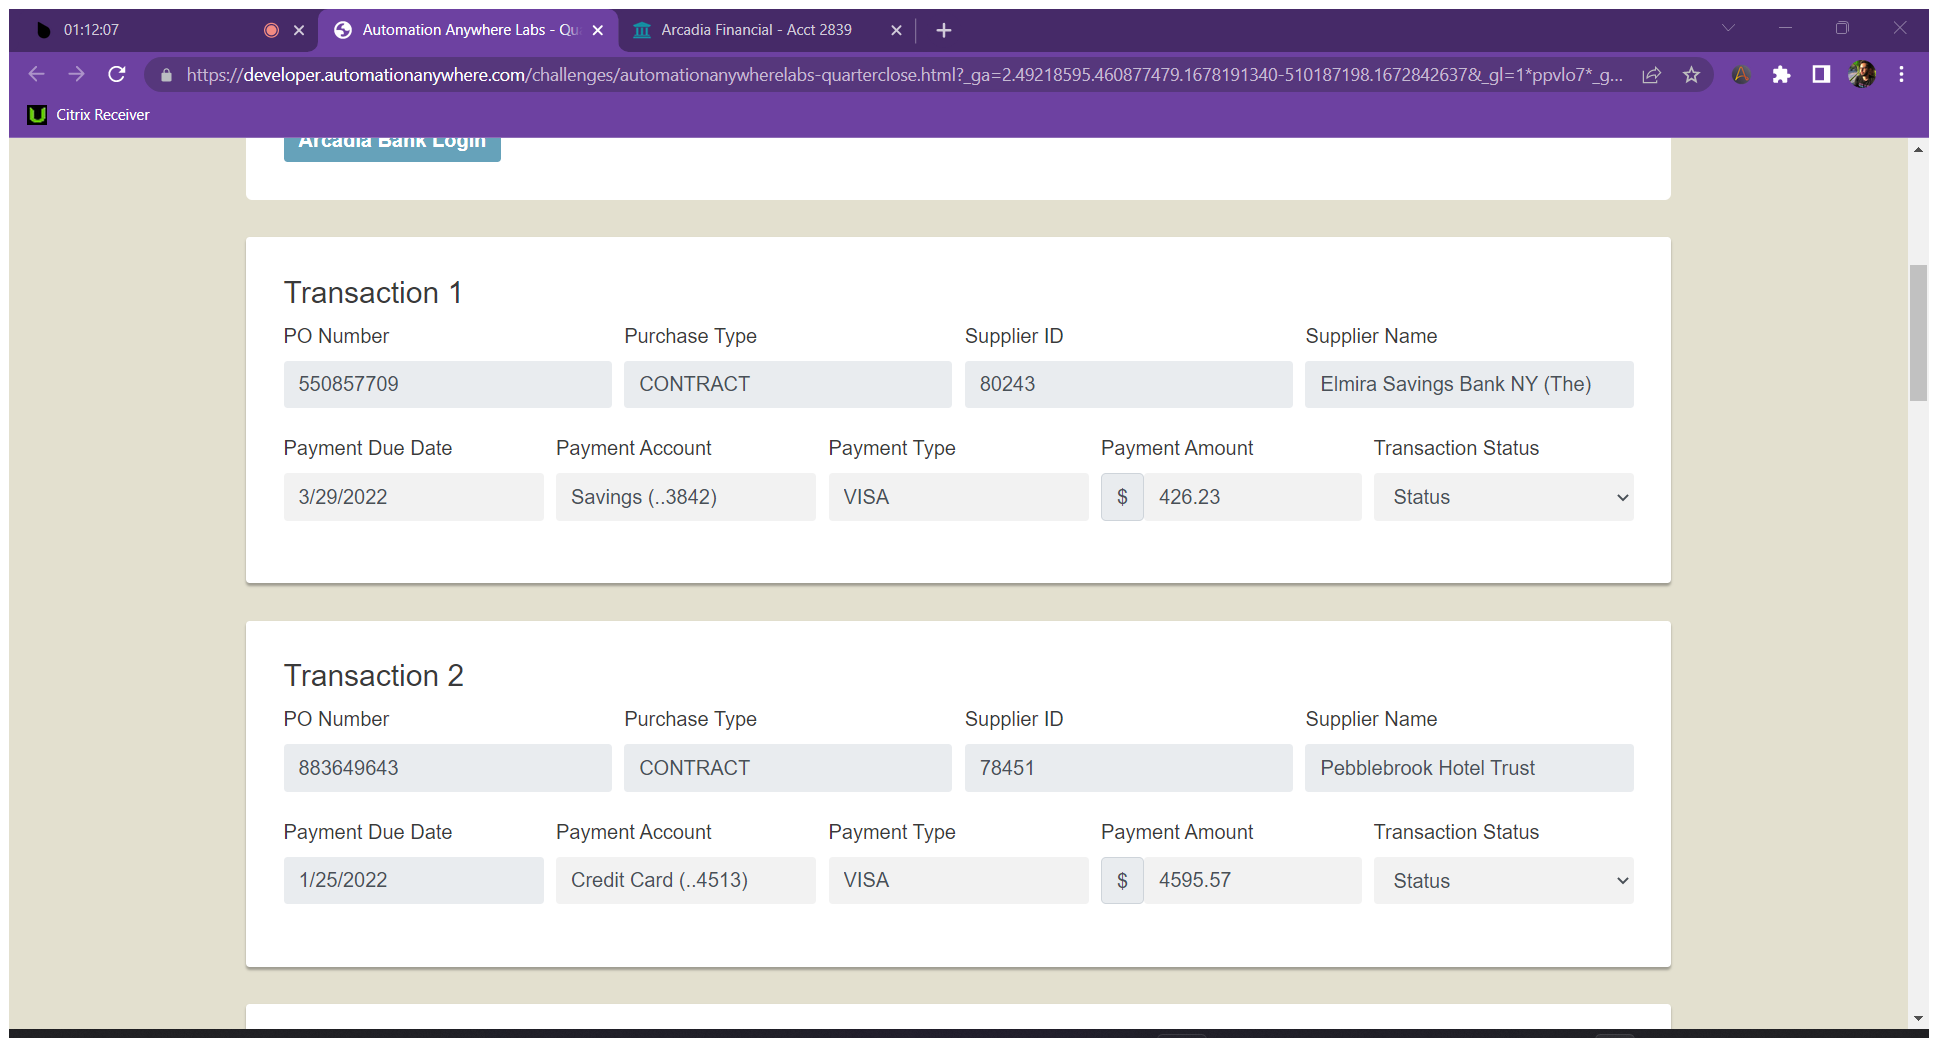 01:12:07
Automation Anywhere Labs - Qu
Arcadia Financial - Acct 2839
https://developer.automationanywhere.com/challenges/automationanywherelabs-quarterclose.html?_ga=2.49218595.460877479.1678191340-510187198.1672842637&_gl=1*ppvlo7*_g...
Citrix Receiver
Arcadia Bank Login
Transaction 1
PO Number Purchase Type Supplier ID Supplier Name
550857709 CONTRACT 80243 Elmira Savings Bank NY (The)
Payment Due Date Payment Account Payment Type Payment Amount Transaction Status
3/29/2022 Savings (..3842) VISA $ 426.23 Status
Transaction 2
PO Number Purchase Type Supplier ID Supplier Name
883649643 CONTRACT 78451 Pebblebrook Hotel Trust
Payment Due Date Payment Account Payment Type Payment Amount Transaction Status
1/25/2022 Credit Card (..4513) VISA $ 4595.57 Status